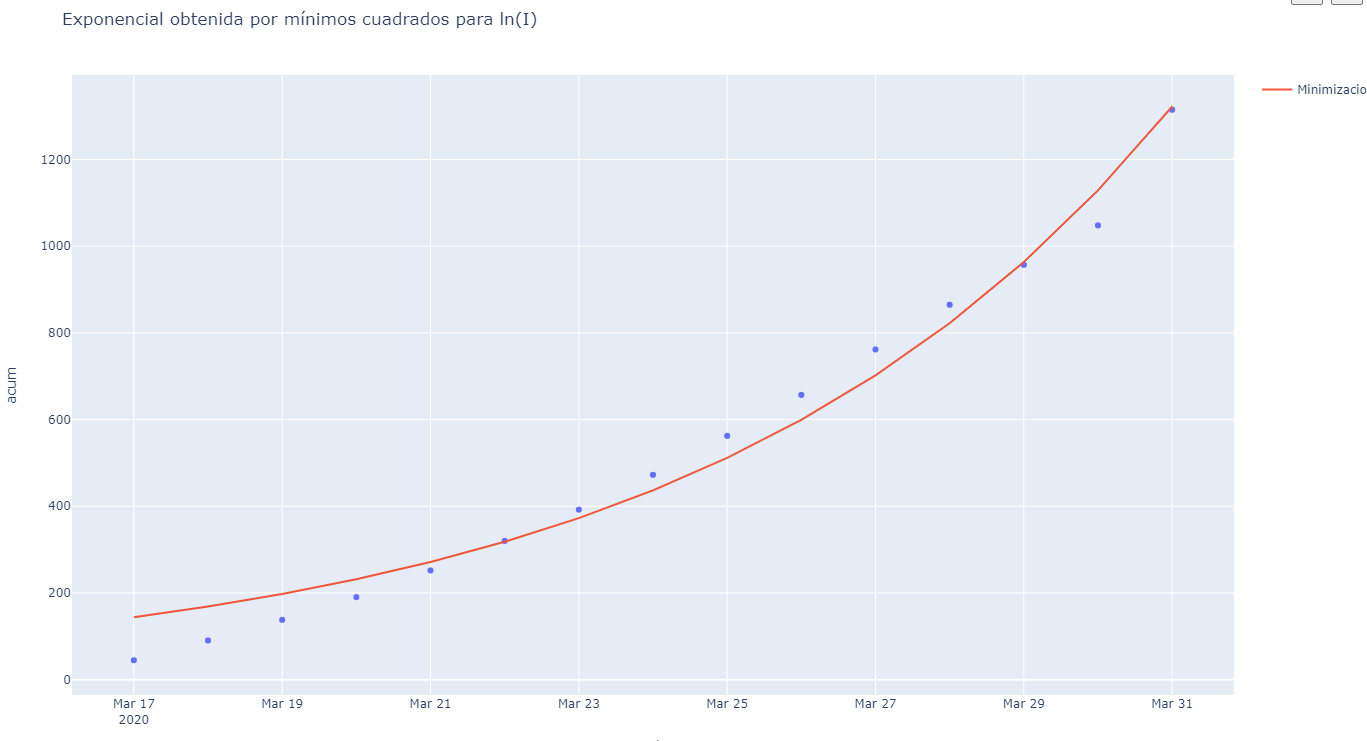 Exponencial obtenida por mínimos cuadrados para ln(I)
Minimizacio
1200
1000
800
600
400
200
0
acum
Mar 17
2020
Mar 19
Mar 21
Mar 23
Mar 25
Mar 27
Mar 29
Mar 31